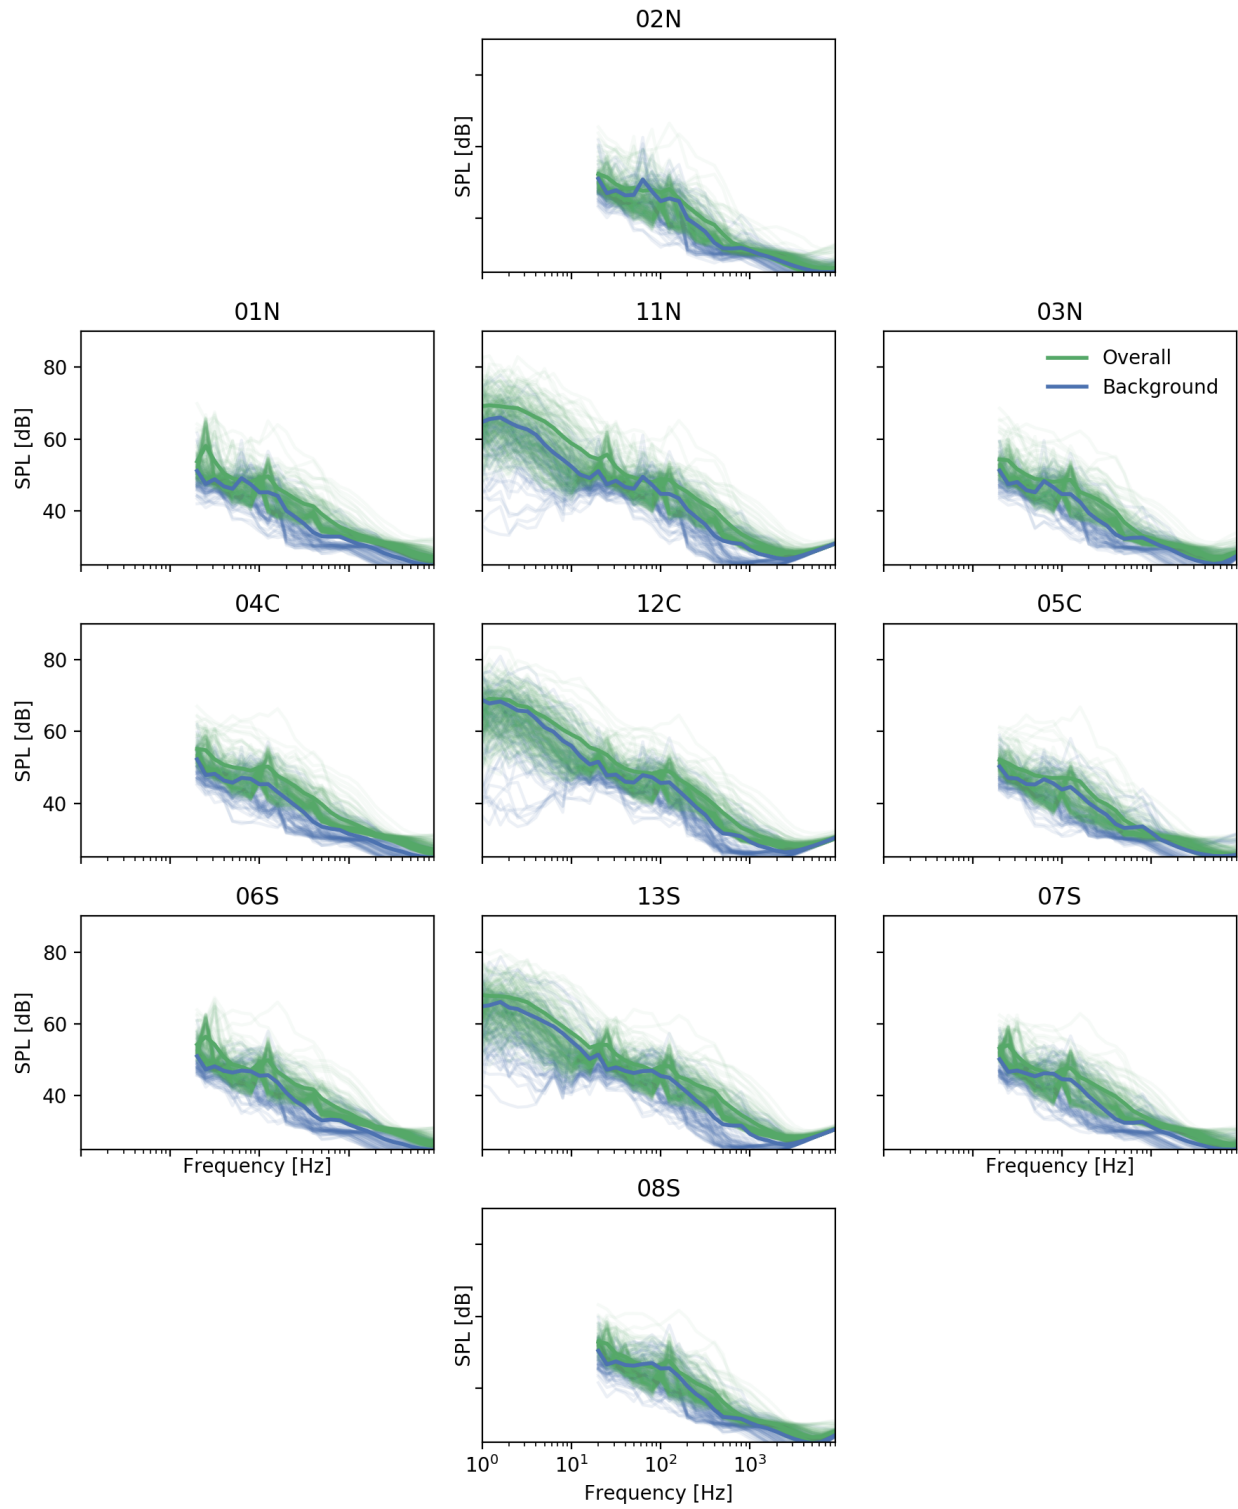 02N
SPL [dB]
01N
11N
03N
80
60
40
SPL [dB]
Overall
Background
04C
12C
05C
80
60
40
SPL [dB]
06S
13S
07S
80
60
40
SPL [dB]
Frequency [Hz]
Frequency [Hz]
08S
SPL [dB]
10⁰ 10¹ 10² 10³
Frequency [Hz]